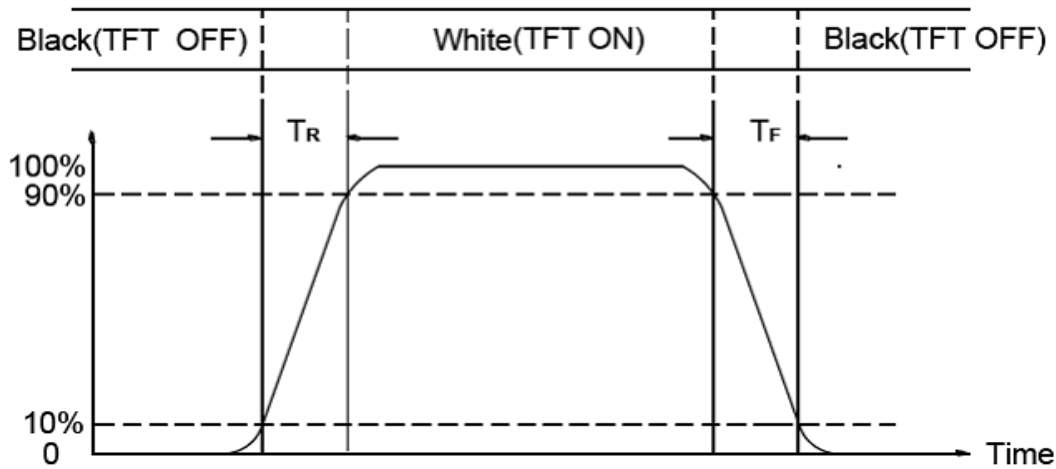 Black(TFT OFF) White(TFT ON) Black(TFT OFF)
TR TF
100%
90%
10%
0 Time